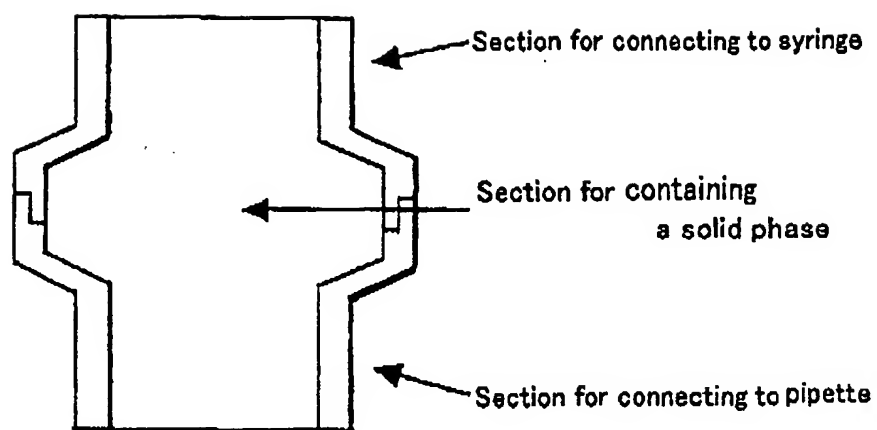 Section for connecting to syringe
Section for containing
a solid phase
Section for connecting to pipette